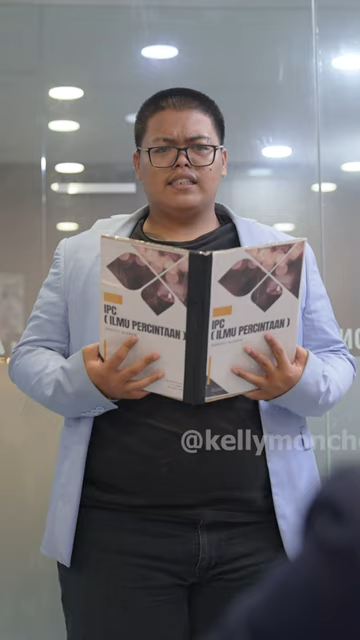 IPC
( ILMU PERCINTAAN )
IPC
( ILMU PERCINTAAN )
@kellymonche